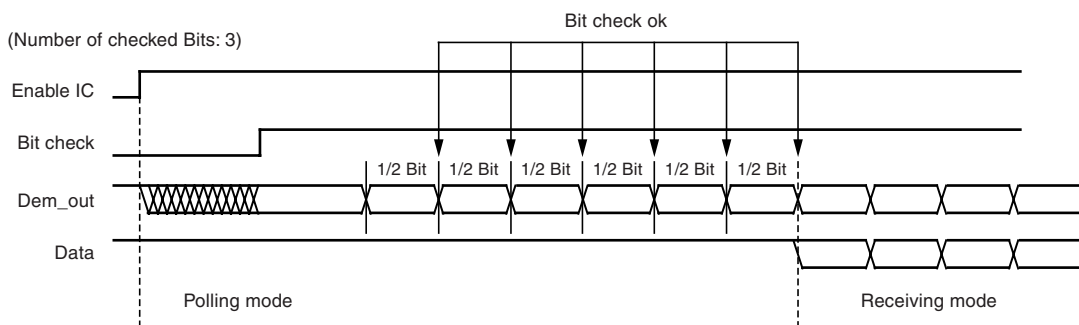 Bit check ok
(Number of checked Bits: 3)
Enable IC
Bit check
1/2 Bit 1/2 Bit 1/2 Bit 1/2 Bit 1/2 Bit 1/2 Bit
Dem_out
Data
Polling mode Receiving mode